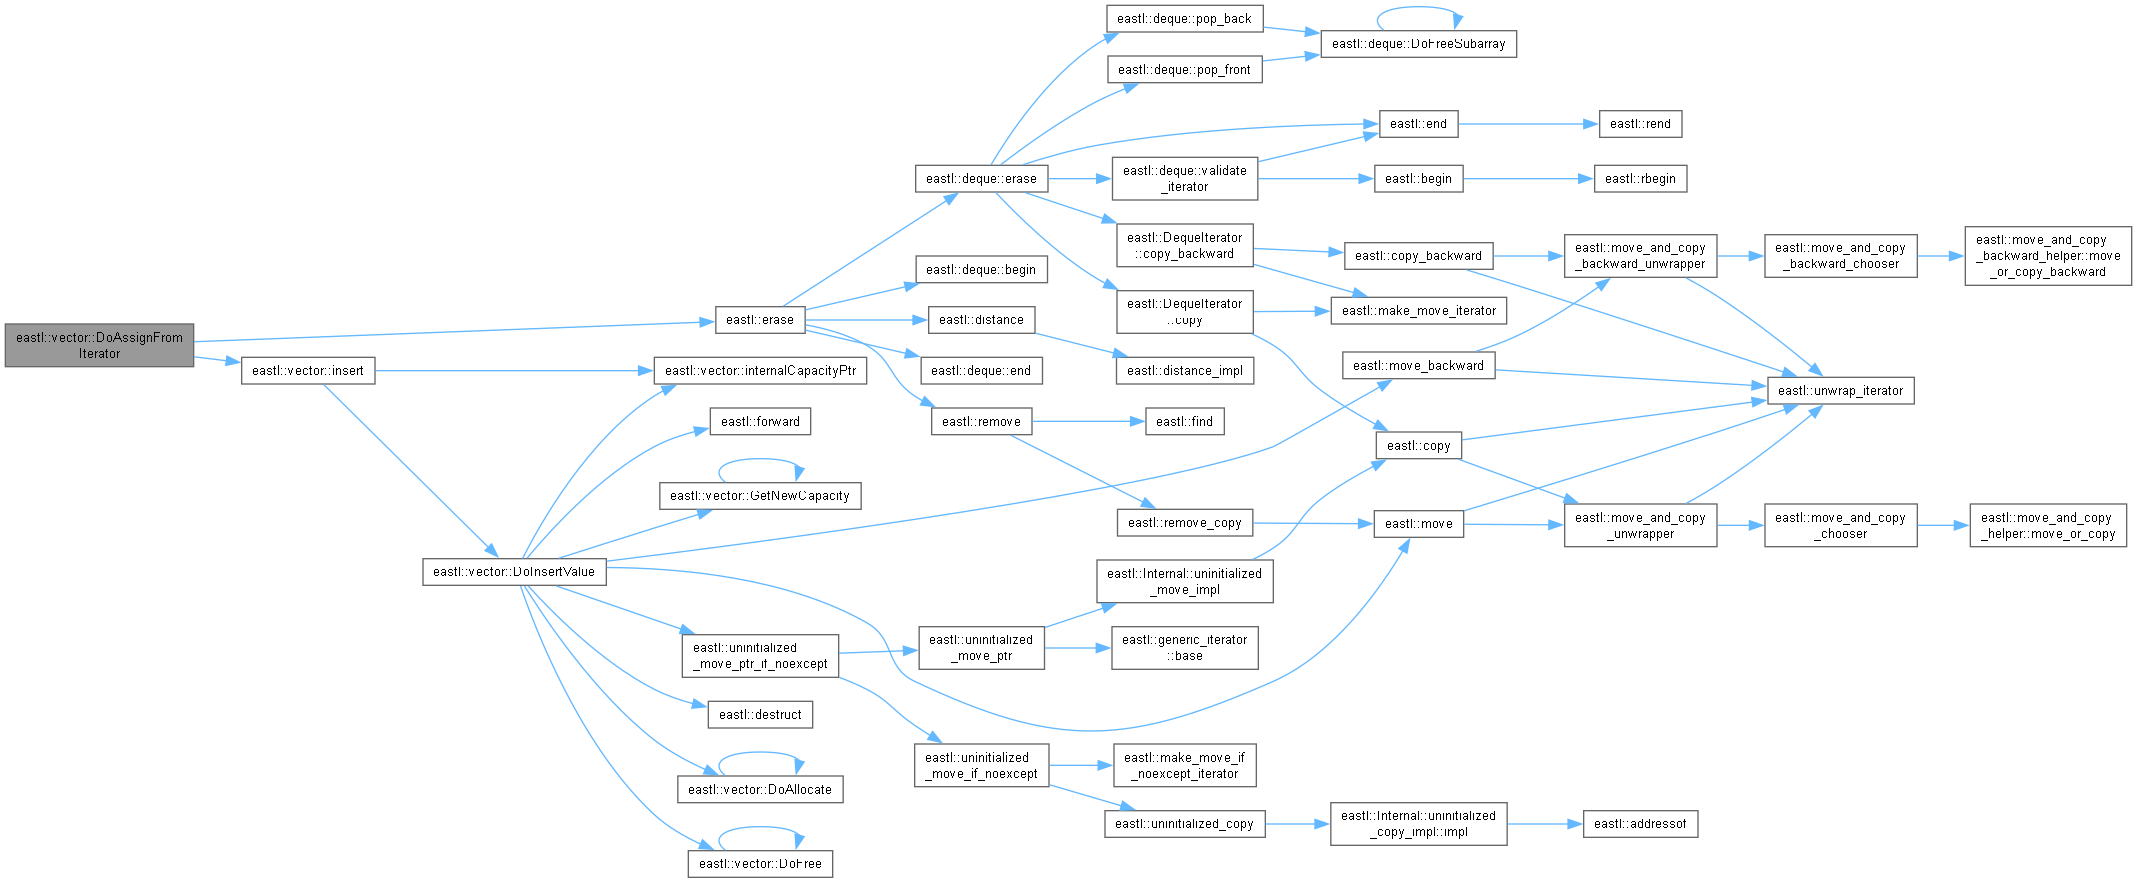 eastl::vector::DoAssignFrom
Iterator
eastl::vector::insert
eastl::vector::DoInsertValue
eastl::erase
eastl::vector::internalCapacityPtr
eastl::forward
eastl::vector::GetNewCapacity
eastl::uninitialized
_move_ptr_if_noexcept
eastl::destruct
eastl::vector::DoAllocate
eastl::vector::DoFree
eastl::deque::erase
eastl::deque::begin
eastl::distance
eastl::deque::end
eastl::remove
eastl::uninitialized
_move_ptr
eastl::uninitialized
_move_if_noexcept
eastl::deque::pop_back
eastl::deque::pop_front
eastl::deque::validate
_iterator
eastl::DequeIterator
::copy_backward
eastl::DequeIterator
::copy
eastl::distance_impl
eastl::find
eastl::remove_copy
eastl::Internal::uninitialized
_move_impl
eastl::generic_iterator
::base
eastl::make_move_if
_noexcept_iterator
eastl::uninitialized_copy
eastl::deque::DoFreeSubarray
eastl::end
eastl::begin
eastl::copy_backward
eastl::make_move_iterator
eastl::move_backward
eastl::copy
eastl::move
eastl::Internal::uninitialized
_copy_impl::impl
eastl::rend
eastl::rbegin
eastl::move_and_copy
_backward_unwrapper
eastl::move_and_copy
_unwrapper
eastl::addressof
eastl::move_and_copy
_backward_chooser
eastl::unwrap_iterator
eastl::move_and_copy
_chooser
eastl::move_and_copy
_backward_helper::move
_or_copy_backward
eastl::move_and_copy
_helper::move_or_copy